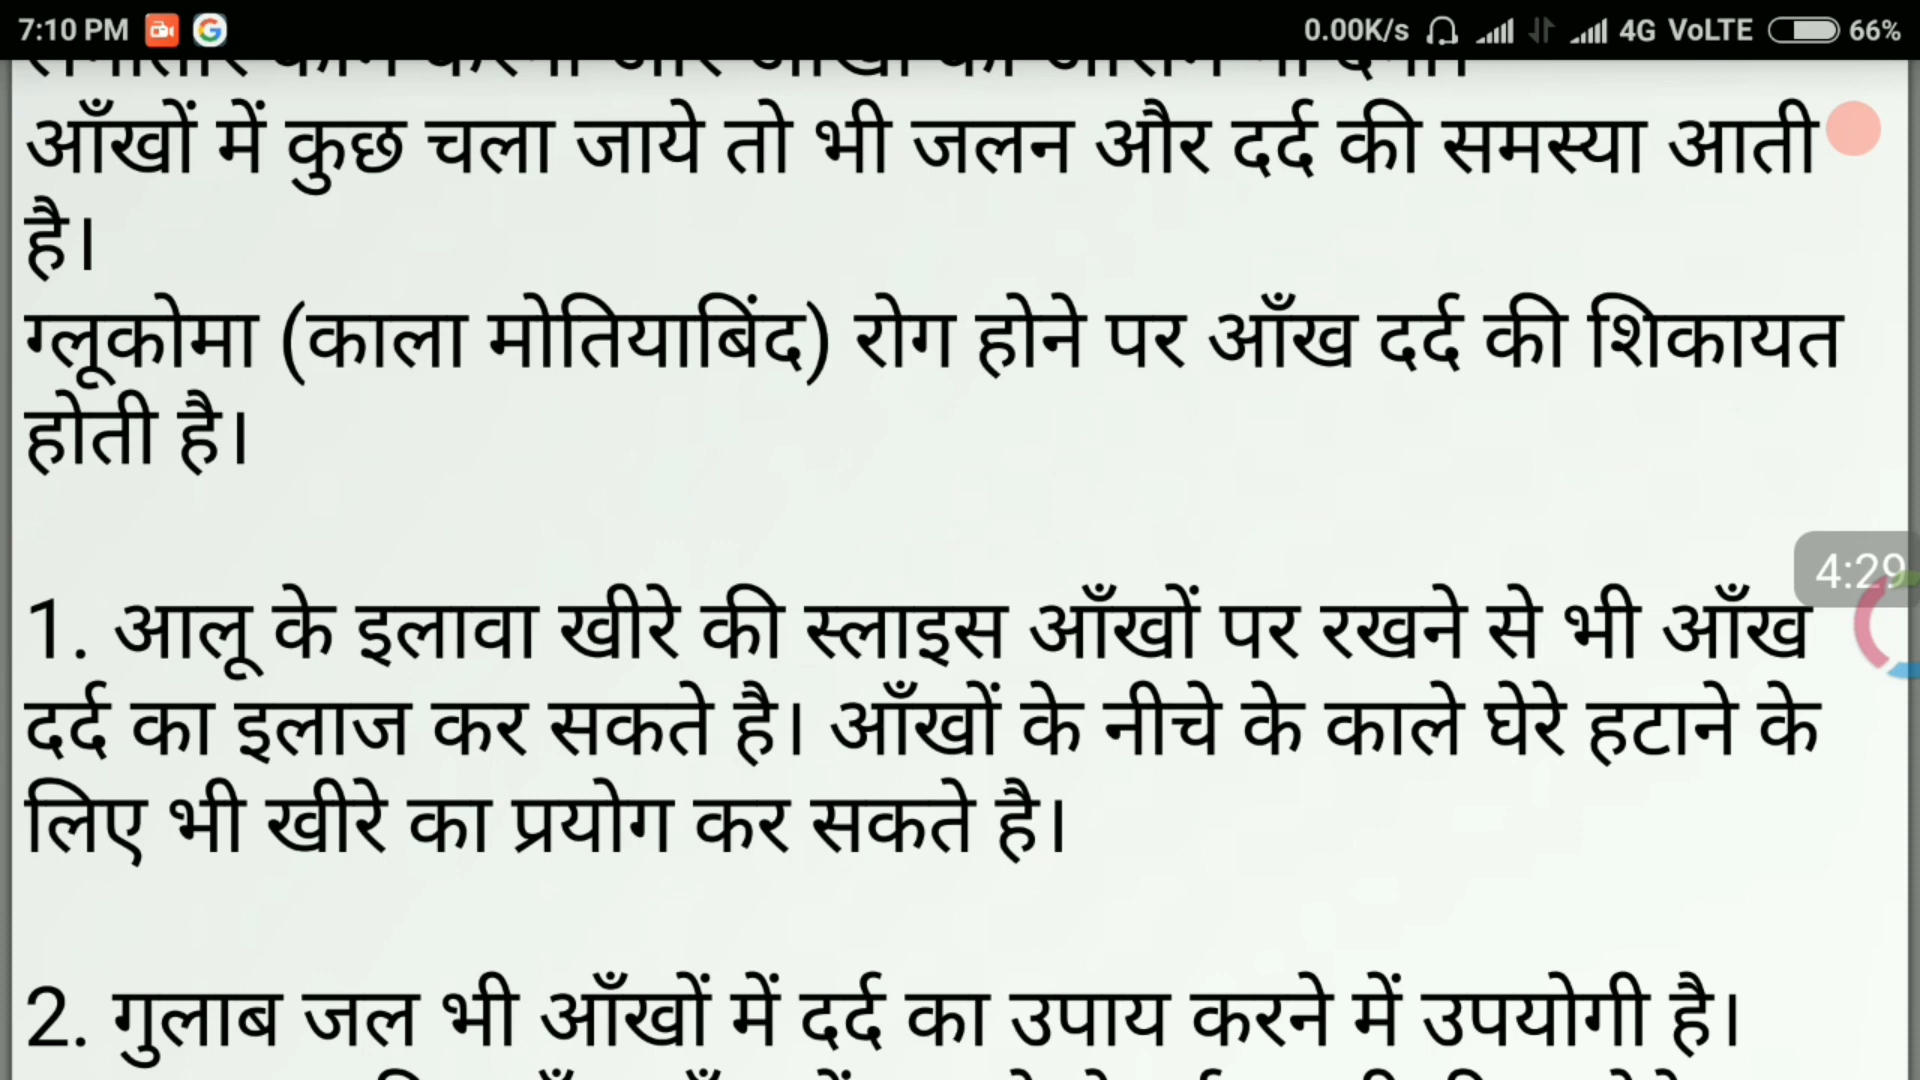 7:10 PM
0.00K/s 4G VoLTE 66%
आँखों में कुछ चला जाये तो भी जलन और दर्द की समस्या आती
है।
ग्लूकोमा (काला मोतियाबिंद) रोग होने पर आँख दर्द की शिकायत
होती है।
4:29
1. आलू के इलावा खीरे की स्लाइस आँखों पर रखने से भी आँख
दर्द का इलाज कर सकते है। आँखों के नीचे के काले घेरे हटाने के
लिए भी खीरे का प्रयोग कर सकते है।
2. गुलाब जल भी आँखों में दर्द का उपाय करने में उपयोगी है।